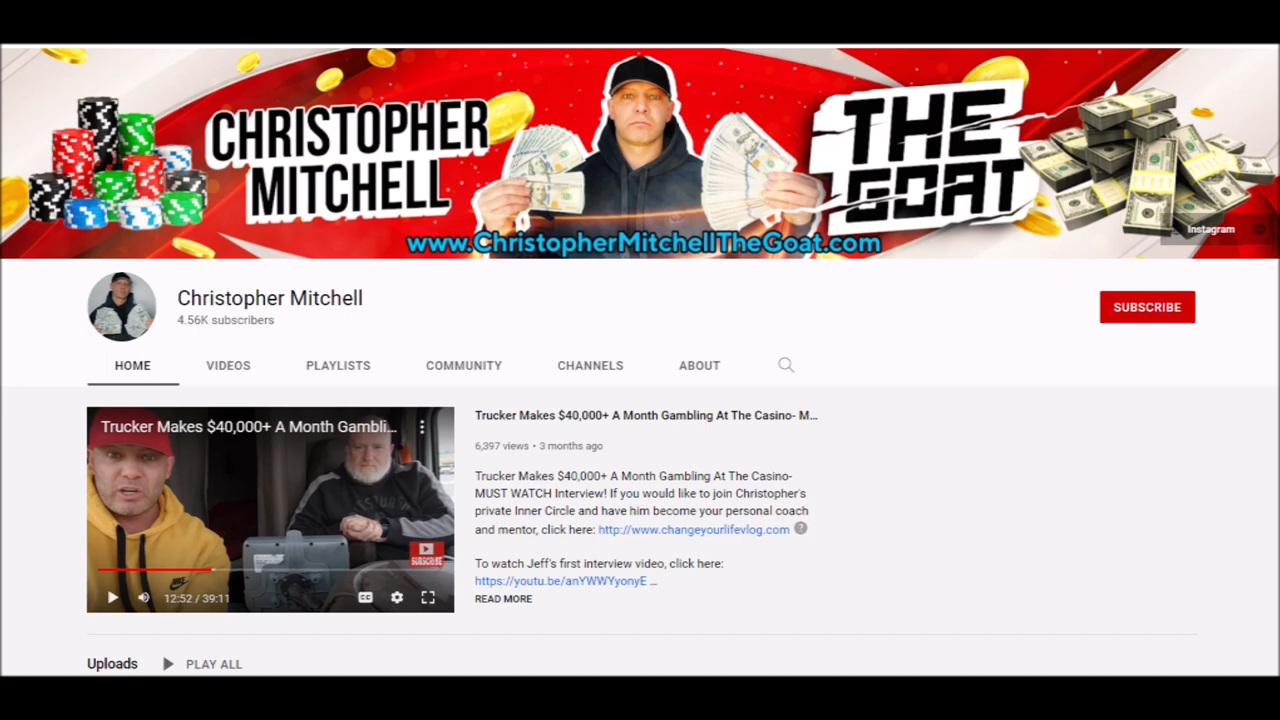 CHRISTOPHER
MITCHELL
THE
GOAT
www.ChristopherMitchellTheGoat.com
Instagram
Christopher Mitchell
4.56K subscribers
SUBSCRIBE
HOME
VIDEOS
PLAYLISTS
COMMUNITY
CHANNELS
ABOUT
Trucker Makes $40,000+ A Month Gambli...
SUBSCRIBE
12:52 / 39:11
Trucker Makes $40,000+ A Month Gambling At The Casino- M...
6,397 views • 3 months ago
Trucker Makes $40,000+ A Month Gambling At The Casino-
MUST WATCH Interview! If you would like to join Christopher's
private Inner Circle and have him become your personal coach
and mentor, click here: http://www.changeyourlifevlog.com ?
To watch Jeff's first interview video, click here:
https://youtu.be/anYWWYyonyE ...
READ MORE
Uploads
PLAY ALL